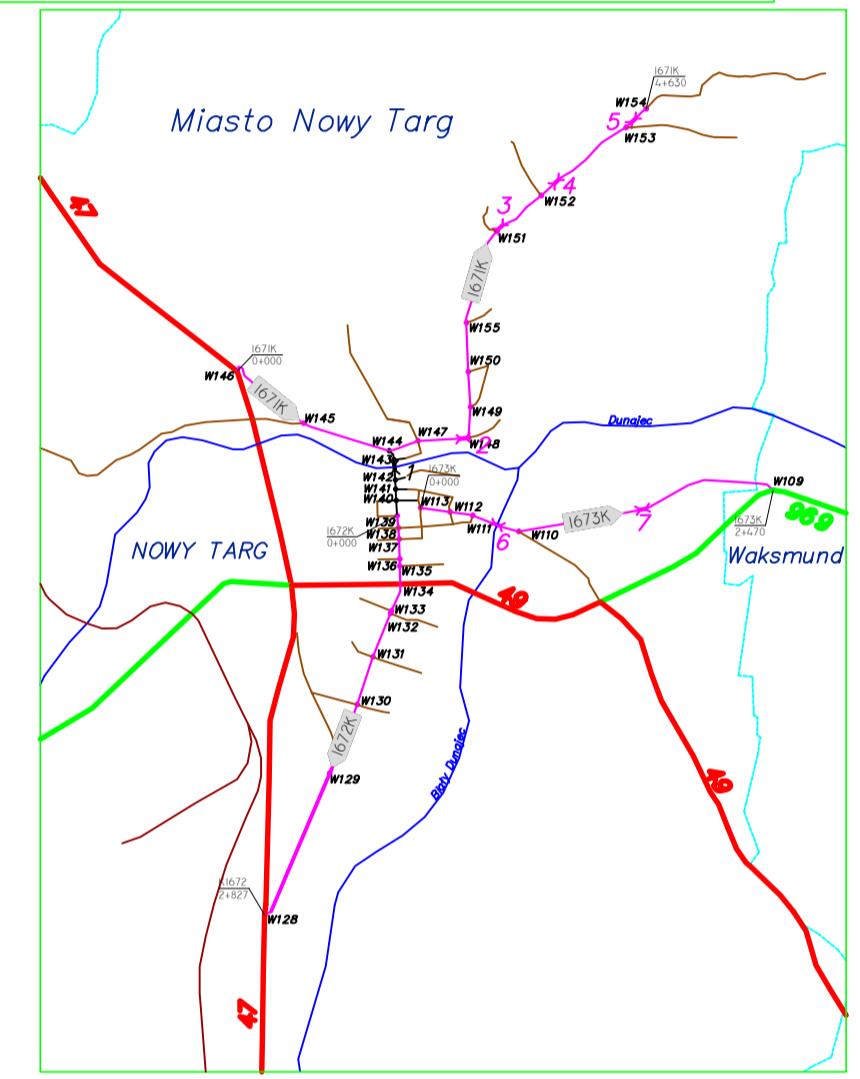 1671K
4+630
W154
5
W153
Miasto Nowy Targ
4
W152
3
47
W151
1671K
W155
1671K
0+000
W146
W150
1671K
W149
W145
Dunajec
W144
W147
2
W148
W143
1
1673K
0+000
W142
W141
W140
W109
W113
W112
1673K
7
969
1673K
2+470
W139
W111
6
W110
1672K
0+000
W138
NOWY TARG
W137
Waksmund
W136
W135
W134
49
W133
W132
W131
W130
1672K
Biały Dunajec
W129
49
K1672
2+827
W128
47